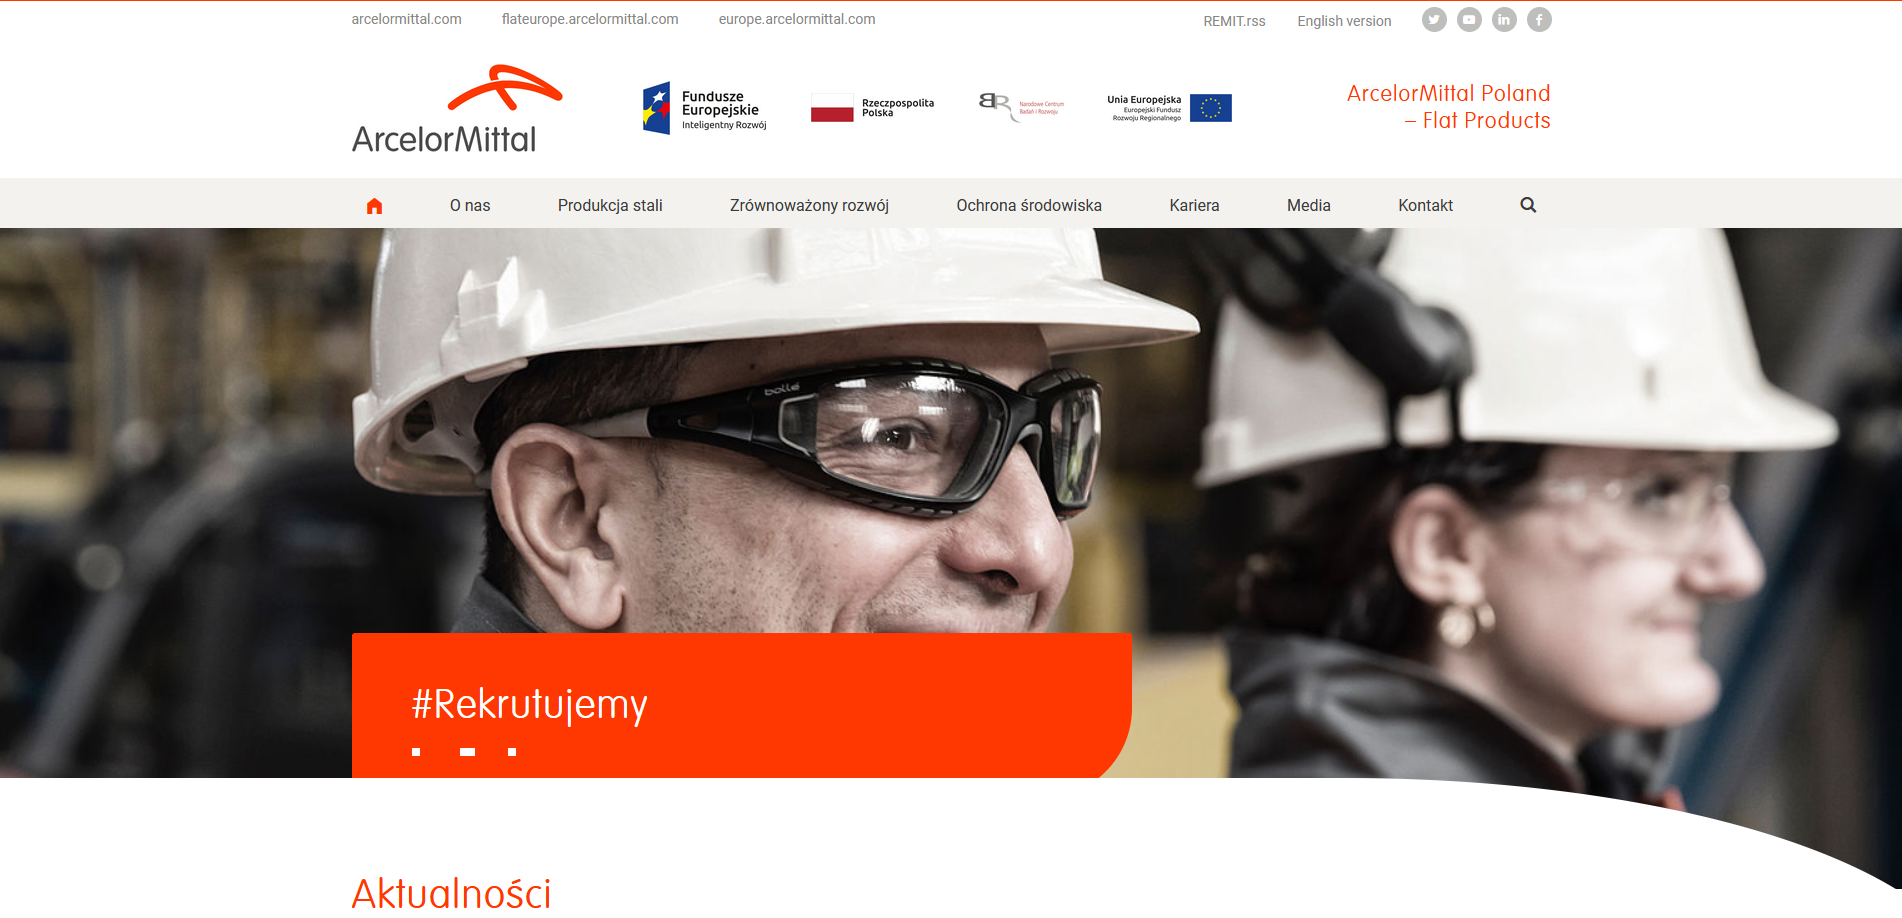 arcelormittal.com
flateurope.arcelormittal.com
europe.arcelormittal.com
REMIT.rss
English version
ArcelorMittal
Fundusze
Europejskie
Inteligentny Rozwój
Rzeczpospolita
Polska
Narodowe Centrum
Badań i Rozwoju
Unia Europejska
Europejski Fundusz
Rozwoju Regionalnego
ArcelorMittal Poland
– Flat Products
O nas
Produkcja stali
Zrównoważony rozwój
Ochrona środowiska
Kariera
Media
Kontakt
bollé
#Rekrutujemy
Aktualności